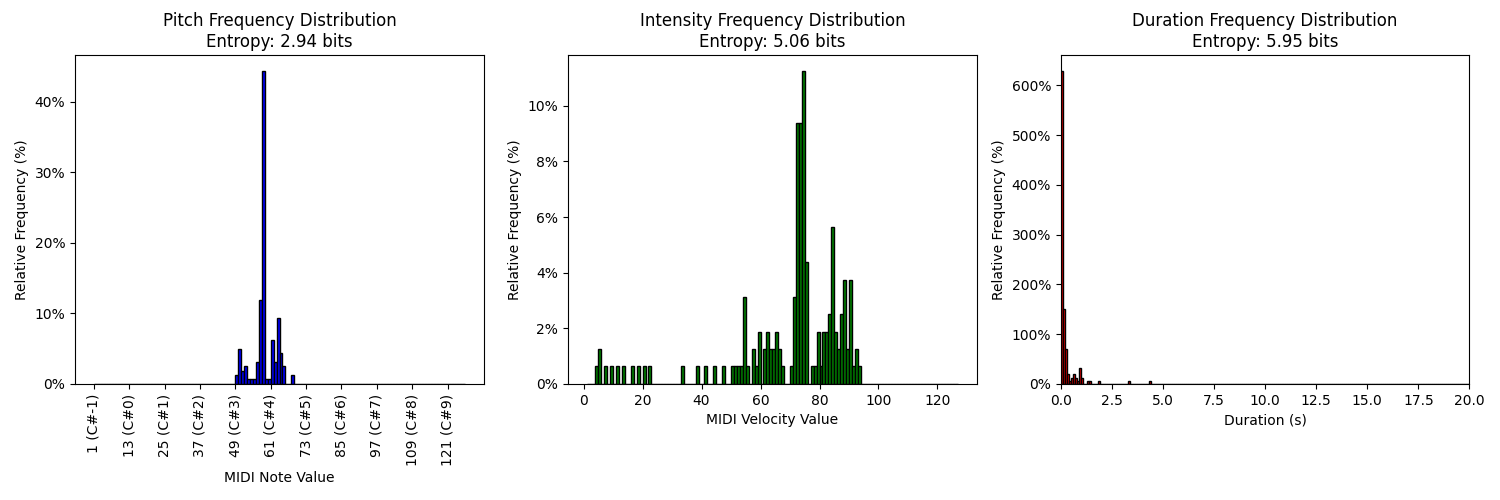 Pitch Frequency Distribution
Entropy: 2.94 bits
Relative Frequency (%)
40%
30%
20%
10%
0%
1 (C#-1)
13 (C#0)
25 (C#1)
37 (C#2)
49 (C#3)
61 (C#4)
73 (C#5)
85 (C#6)
97 (C#7)
109 (C#8)
121 (C#9)
MIDI Note Value
Intensity Frequency Distribution
Entropy: 5.06 bits
Relative Frequency (%)
10%
8%
6%
4%
2%
0%
0 20 40 60 80 100 120
MIDI Velocity Value
Duration Frequency Distribution
Entropy: 5.95 bits
Relative Frequency (%)
600%
500%
400%
300%
200%
100%
0%
0.0 2.5 5.0 7.5 10.0 12.5 15.0 17.5 20.0
Duration (s)